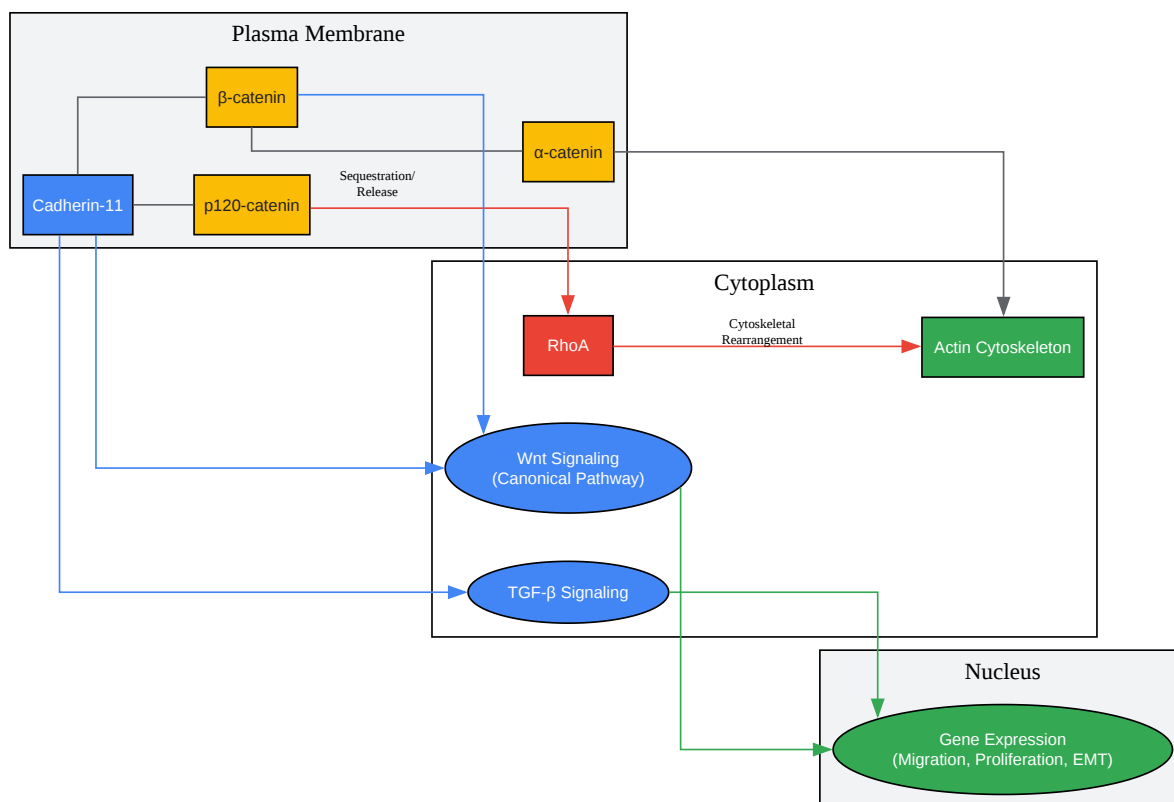 Plasma Membrane
β-catenin
α-catenin
Sequestration/
Release
Cadherin-11
p120-catenin
Cytoplasm
RhoA
Cytoskeletal
Rearrangement
Actin Cytoskeleton
Wnt Signaling
(Canonical Pathway)
TGF-β Signaling
Nucleus
Gene Expression
(Migration, Proliferation, EMT)